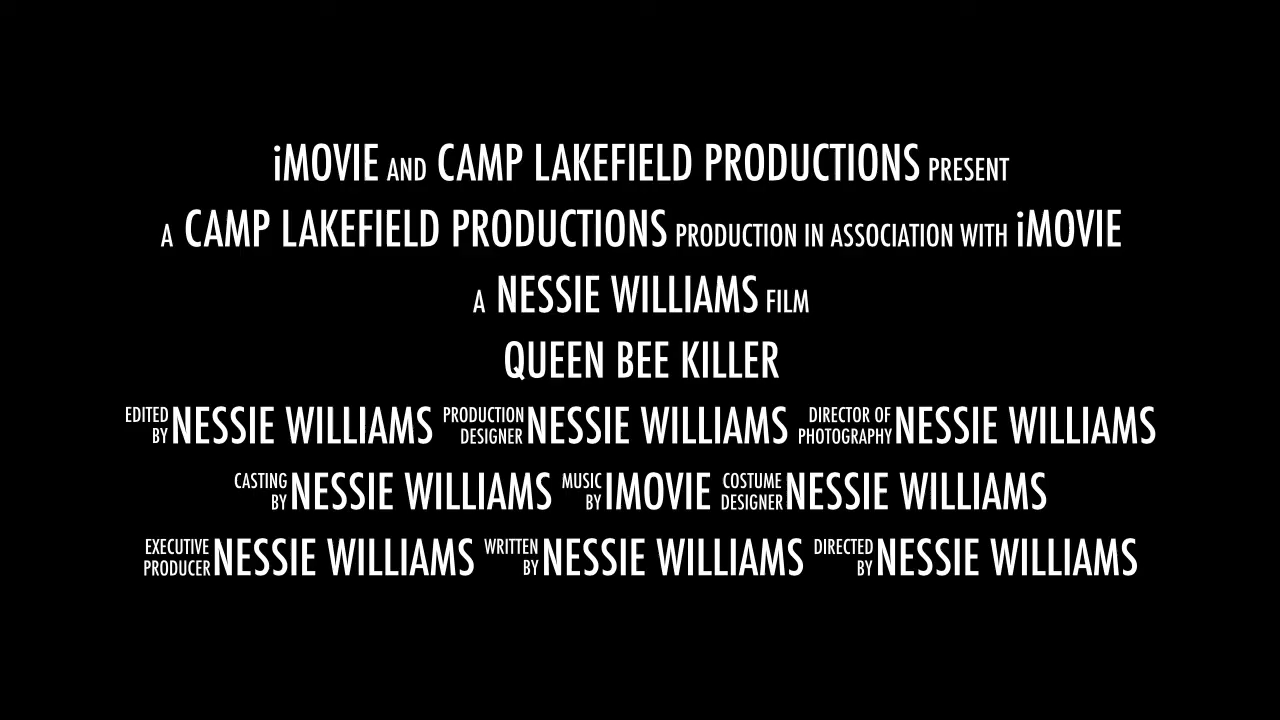 iMOVIE AND CAMP LAKEFIELD PRODUCTIONS PRESENT
A CAMP LAKEFIELD PRODUCTIONS PRODUCTION IN ASSOCIATION WITH iMOVIE
A NESSIE WILLIAMS FILM
QUEEN BEE KILLER
EDITED BY NESSIE WILLIAMS PRODUCTION DESIGNER NESSIE WILLIAMS DIRECTOR OF PHOTOGRAPHY NESSIE WILLIAMS
CASTING BY NESSIE WILLIAMS MUSIC BY IMOVIE COSTUME DESIGNER NESSIE WILLIAMS
EXECUTIVE PRODUCER NESSIE WILLIAMS WRITTEN BY NESSIE WILLIAMS DIRECTED BY NESSIE WILLIAMS